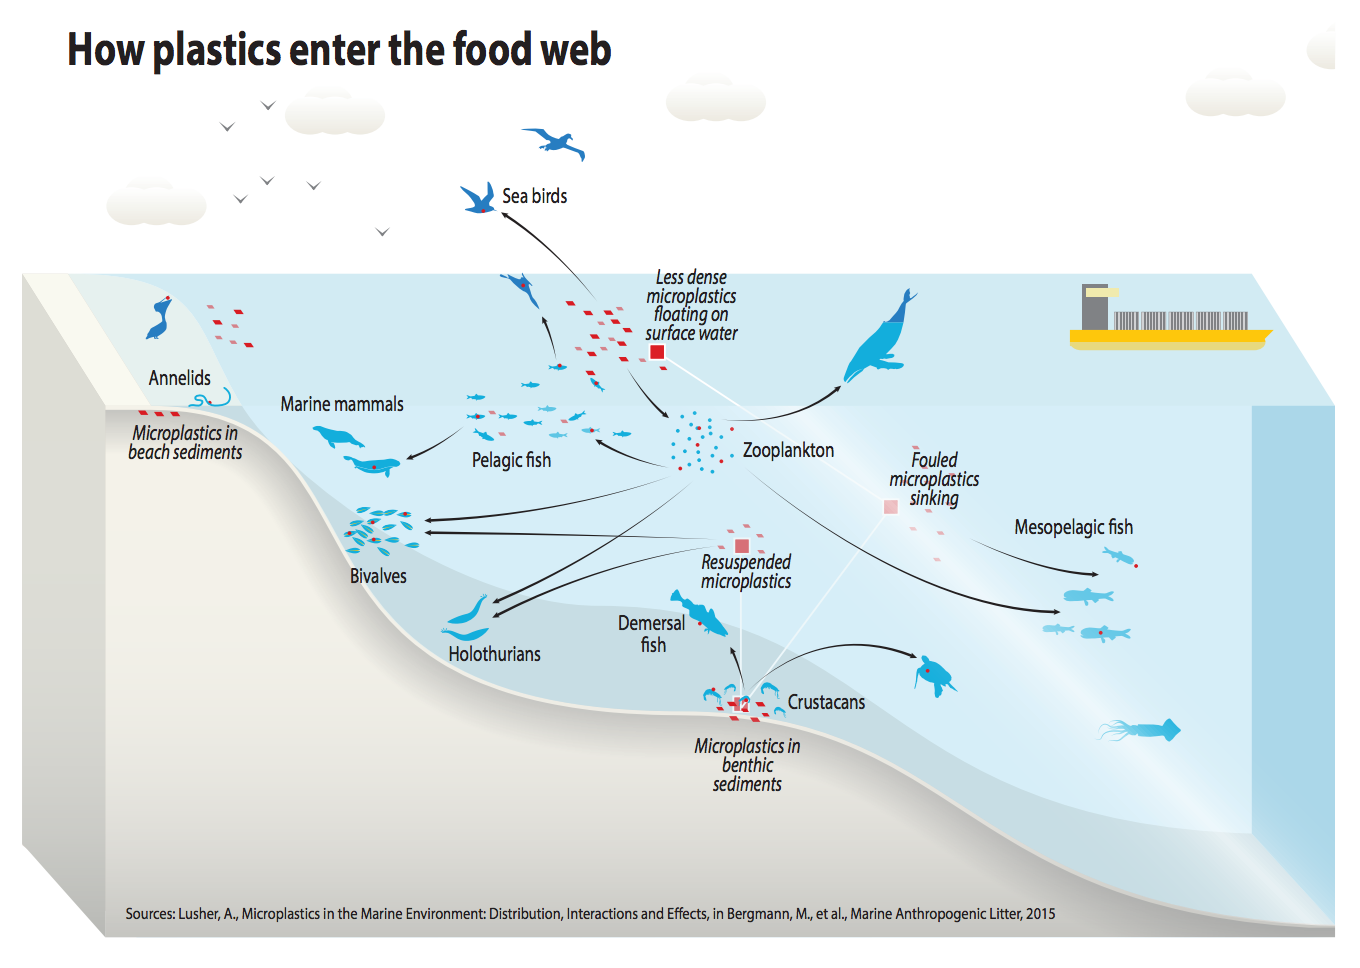 How plastics enter the food web
Sea birds
Less dense
microplastics
floating on
surface water
Annelids
Marine mammals
Microplastics in
beach sediments
Pelagic fish
Zooplankton
Fouled
microplastics
sinking
Mesopelagic fish
Resuspended
microplastics
Bivalves
Demersal
fish
Holothurians
Crustacans
Microplastics in
benthic
sediments
Sources: Lusher, A., Microplastics in the Marine Environment: Distribution, Interactions and Effects, in Bergmann, M., et al., Marine Anthropogenic Litter, 2015